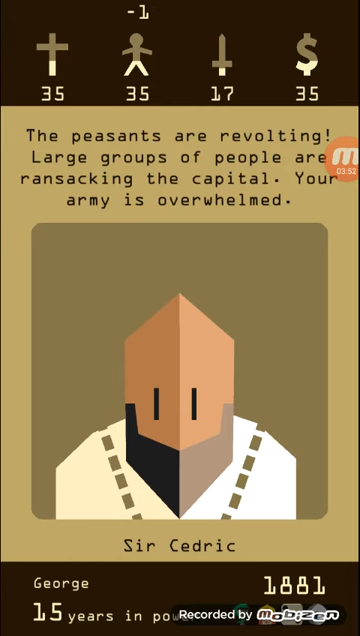 -1
35 35 17 35
The peasants are revolting!
Large groups of people are
ransacking the capital. Your
army is overwhelmed.
03:52
Sir Cedric
George 1881
15 years in pow
Recorded by mobizen